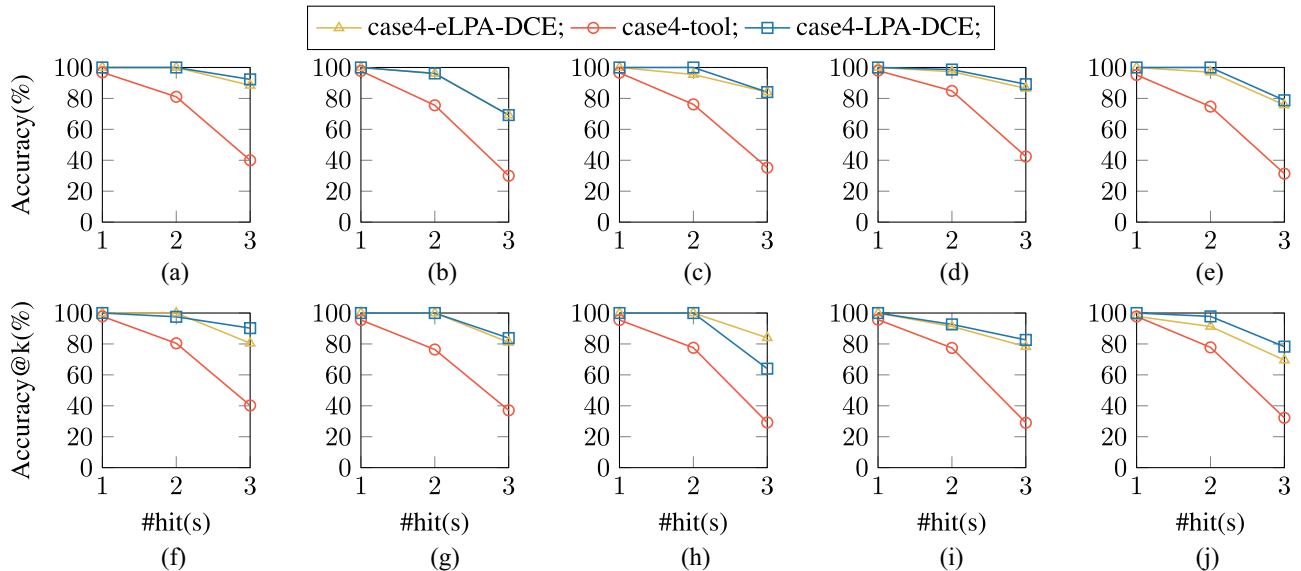 case4-eLPA-DCE; case4-tool; case4-LPA-DCE;
Accuracy(%)
100 100 100 100 100
80 80 80 80 80
60 60 60 60 60
40 40 40 40 40
20 20 20 20 20
0 0 0 0 0
1 2 3 1 2 3 1 2 3 1 2 3 1 2 3
(a) (b) (c) (d) (e)
Accuracy@k(%)
100 100 100 100 100
80 80 80 80 80
60 60 60 60 60
40 40 40 40 40
20 20 20 20 20
0 0 0 0 0
1 2 3 1 2 3 1 2 3 1 2 3 1 2 3
#hit(s) #hit(s) #hit(s) #hit(s) #hit(s)
(f) (g) (h) (i) (j)